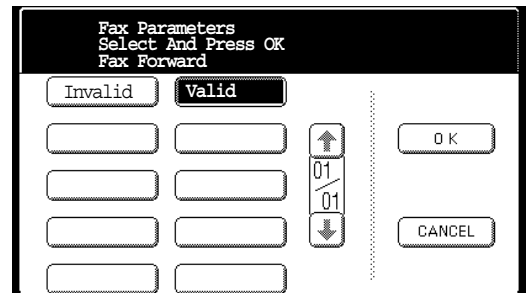 Fax Parameters
Select And Press OK
Fax Forward
Invalid
Valid
01
01
OK
CANCEL